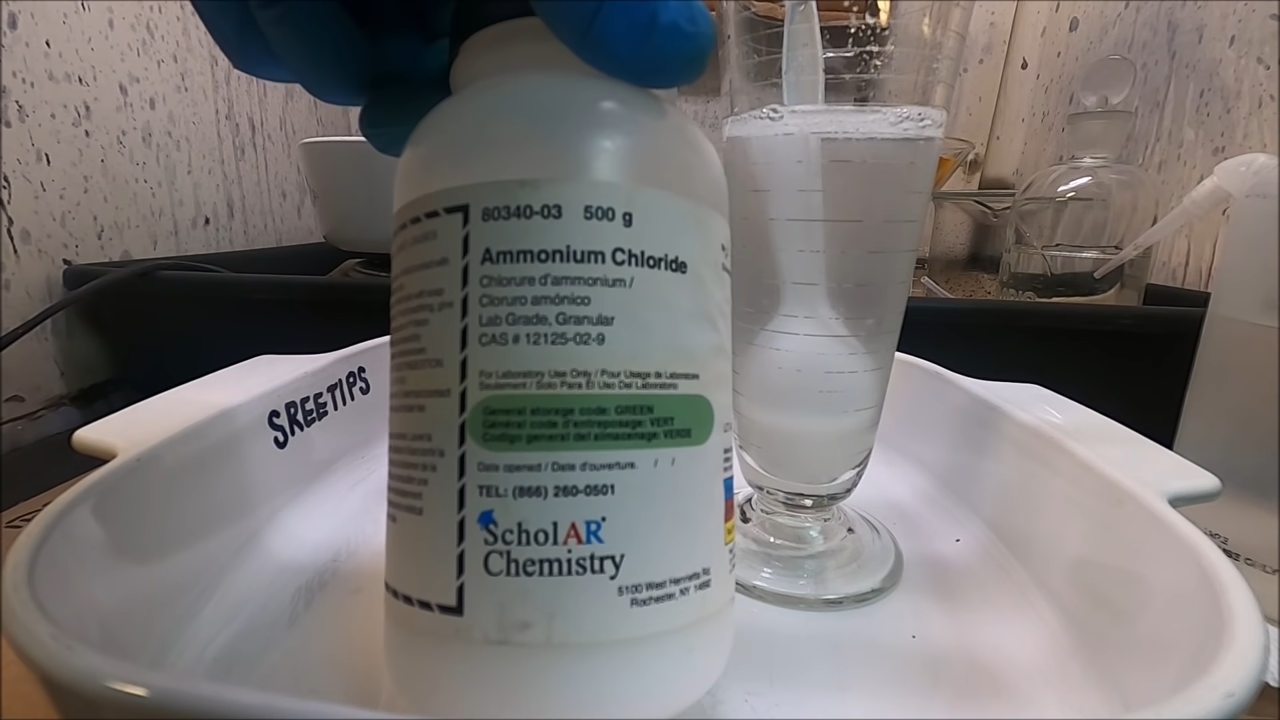 SREETIPS
80340-03 500 g
Ammonium Chloride
Chlorure d'ammonium /
Cloruro amónico
Lab Grade, Granular
CAS # 12125-02-9
For Laboratory Use Only / Pour Usage de Laboratoire
Seulement / Solo Para El Uso Del Laboratorio
General storage code: GREEN
Général code d'entreposage: VERT
Codigo general del almacenage: VERDE
Date opened / Date d'ouverture. / /
TEL: (866) 260-0501
ScholAR
Chemistry
5100 West Henrietta Rd.
Rochester, NY